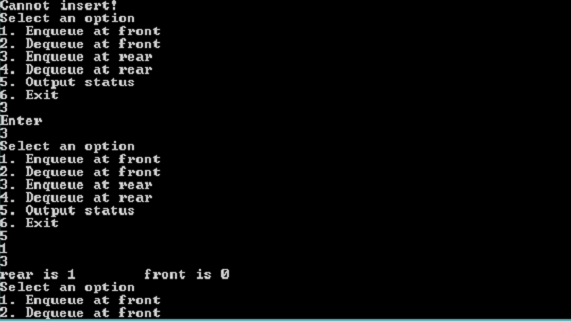 Cannot insert!
Select an option
1. Enqueue at front
2. Dequeue at front
3. Enqueue at rear
4. Dequeue at rear
5. Output status
6. Exit
3
Enter
3
Select an option
1. Enqueue at front
2. Dequeue at front
3. Enqueue at rear
4. Dequeue at rear
5. Output status
6. Exit
5
1
3
rear is 1 front is 0
Select an option
1. Enqueue at front
2. Dequeue at front